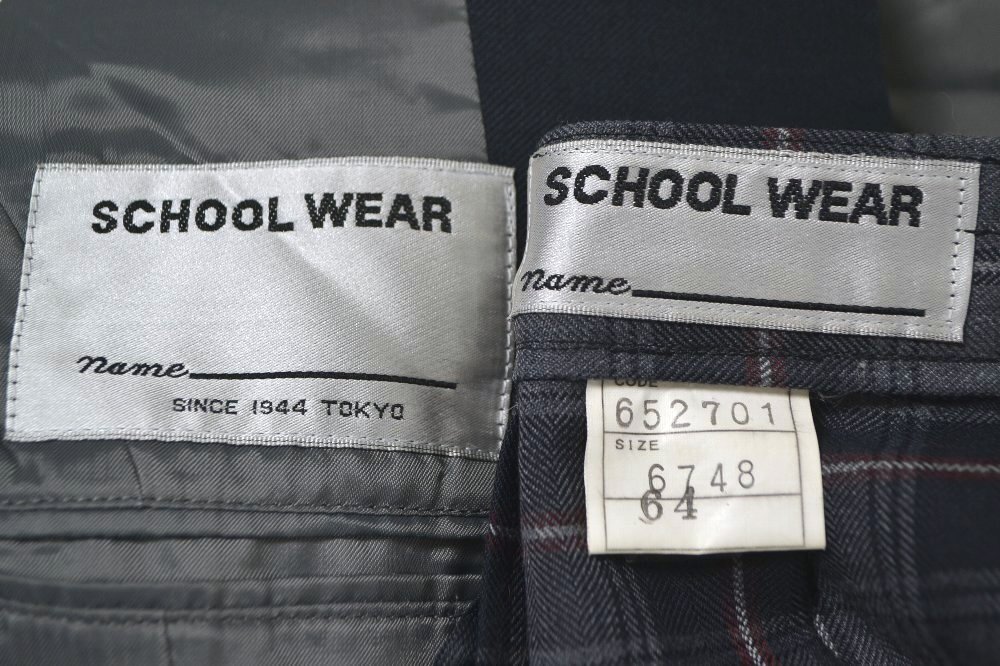 SCHOOL WEAR
name
SINCE 1944 TOKYO
SCHOOL WEAR
name
CODE
652701
SIZE
6748
64